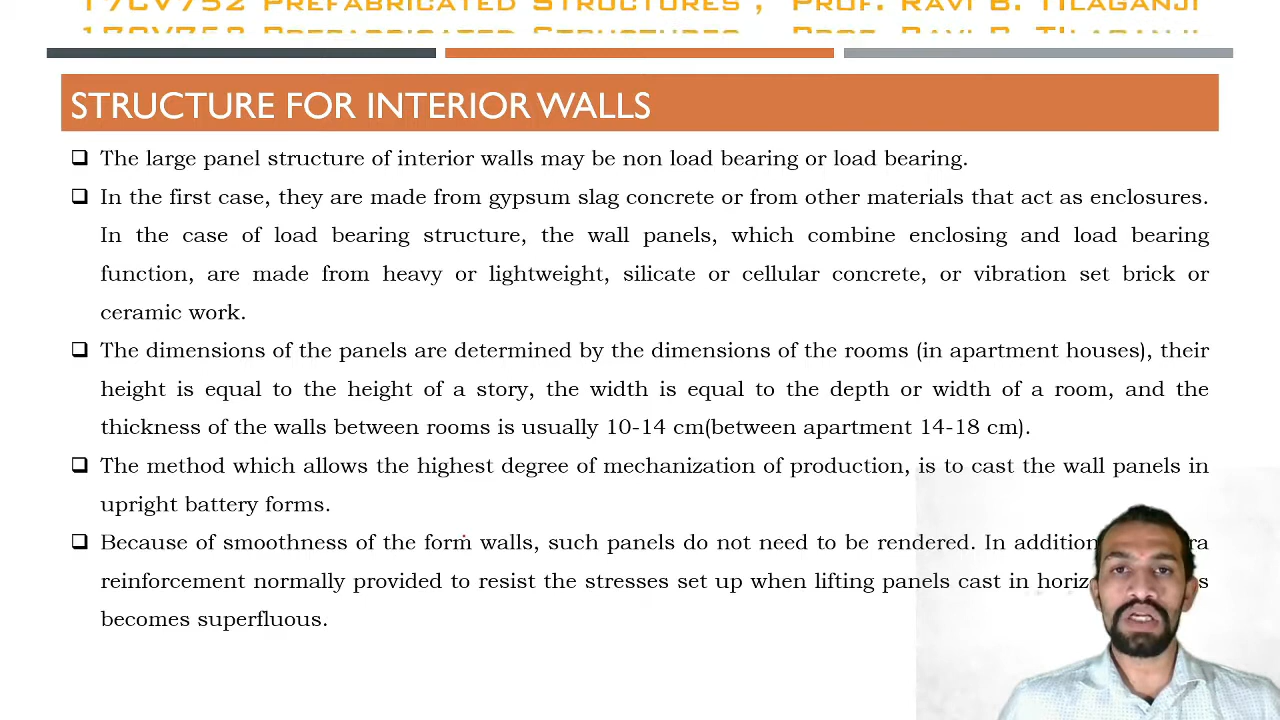 17CV752 Prefabricated Structures , Prof. Ravi B. Tilaganji
STRUCTURE FOR INTERIOR WALLS
❑ The large panel structure of interior walls may be non load bearing or load bearing.
❑ In the first case, they are made from gypsum slag concrete or from other materials that act as enclosures.
In the case of load bearing structure, the wall panels, which combine enclosing and load bearing
function, are made from heavy or lightweight, silicate or cellular concrete, or vibration set brick or
ceramic work.
❑ The dimensions of the panels are determined by the dimensions of the rooms (in apartment houses), their
height is equal to the height of a story, the width is equal to the depth or width of a room, and the
thickness of the walls between rooms is usually 10-14 cm(between apartment 14-18 cm).
❑ The method which allows the highest degree of mechanization of production, is to cast the wall panels in
upright battery forms.
❑ Because of smoothness of the form walls, such panels do not need to be rendered. In addition
reinforcement normally provided to resist the stresses set up when lifting panels cast in
becomes superfluous.